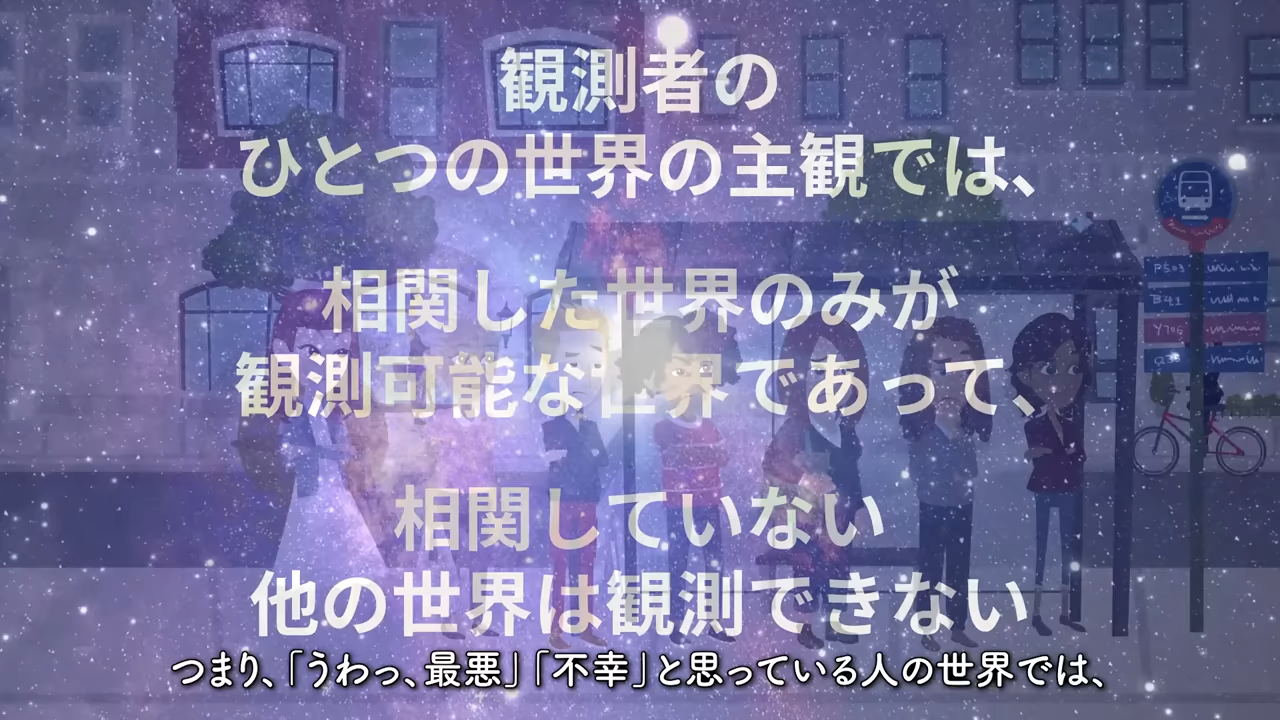 観測者の
ひとつの世界の主観では、
相関した世界のみが
観測可能な世界であって、
相関していない
他の世界は観測できない
つまり、「うわっ、最悪」「不幸」と思っている人の世界では、
P503
B41